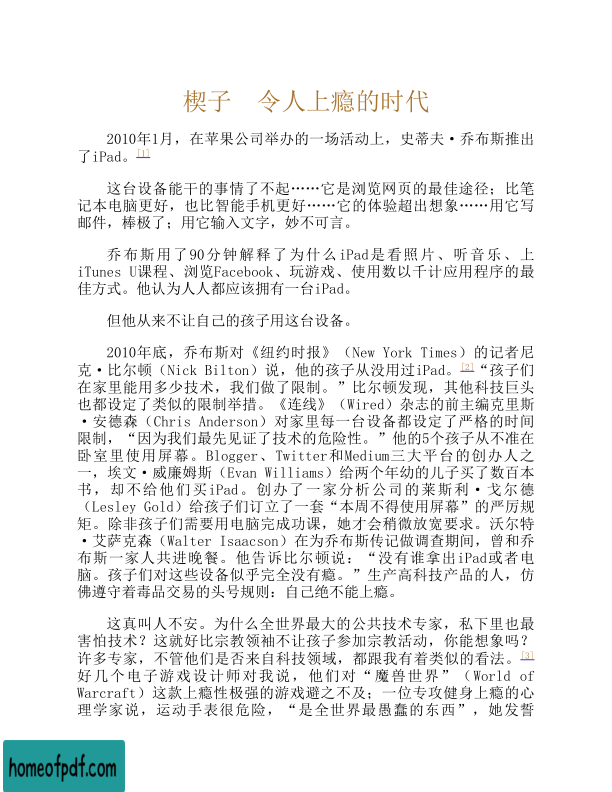 楔子　令人上瘾的时代
2010年1月，在苹果公司举办的一场活动上，史蒂夫·乔布斯推出
了iPad。[1]
这台设备能干的事情了不起……它是浏览网页的最佳途径；比笔
记本电脑更好，也比智能手机更好……它的体验超出想象……用它写
邮件，棒极了；用它输入文字，妙不可言。
乔布斯用了90分钟解释了为什么iPad是看照片、听音乐、上
iTunes U课程、浏览Facebook、玩游戏、使用数以千计应用程序的最
佳方式。他认为人人都应该拥有一台iPad。
但他从来不让自己的孩子用这台设备。
2010年底，乔布斯对《纽约时报》（New York Times）的记者尼
克·比尔顿（Nick Bilton）说，他的孩子从没用过iPad。[2]“孩子们
在家里能用多少技术，我们做了限制。”比尔顿发现，其他科技巨头
也都设定了类似的限制举措。《连线》（Wired）杂志的前主编克里斯
·安德森（Chris Anderson）对家里每一台设备都设定了严格的时间
限制，“因为我们最先见证了技术的危险性。”他的5个孩子从不准在
卧室里使用屏幕。Blogger、Twitter和Medium三大平台的创办人之
一，埃文·威廉姆斯（Evan Williams）给两个年幼的儿子买了数百本
书，却不给他们买iPad。创办了一家分析公司的莱斯利·戈尔德
（Lesley Gold）给孩子们订立了一套“本周不得使用屏幕”的严厉规
矩。除非孩子们需要用电脑完成功课，她才会稍微放宽要求。沃尔特
·艾萨克森（Walter Isaacson）在为乔布斯传记做调查期间，曾和乔
布斯一家人共进晚餐。他告诉比尔顿说：“没有谁拿出iPad或者电
脑。孩子们对这些设备似乎完全没有瘾。”生产高科技产品的人，仿
佛遵守着毒品交易的头号规则：自己绝不能上瘾。
这真叫人不安。为什么全世界最大的公共技术专家，私下里也最
害怕技术？这就好比宗教领袖不让孩子参加宗教活动，你能想象吗？
许多专家，不管他们是否来自科技领域，都跟我有着类似的看法。[3]
好几个电子游戏设计师对我说，他们对“魔兽世界”（World of
Warcraft）这款上瘾性极强的游戏避之不及；一位专攻健身上瘾的心
理学家说，运动手表很危险，“是全世界最愚蠢的东西”，她发誓
homeofpdf.com